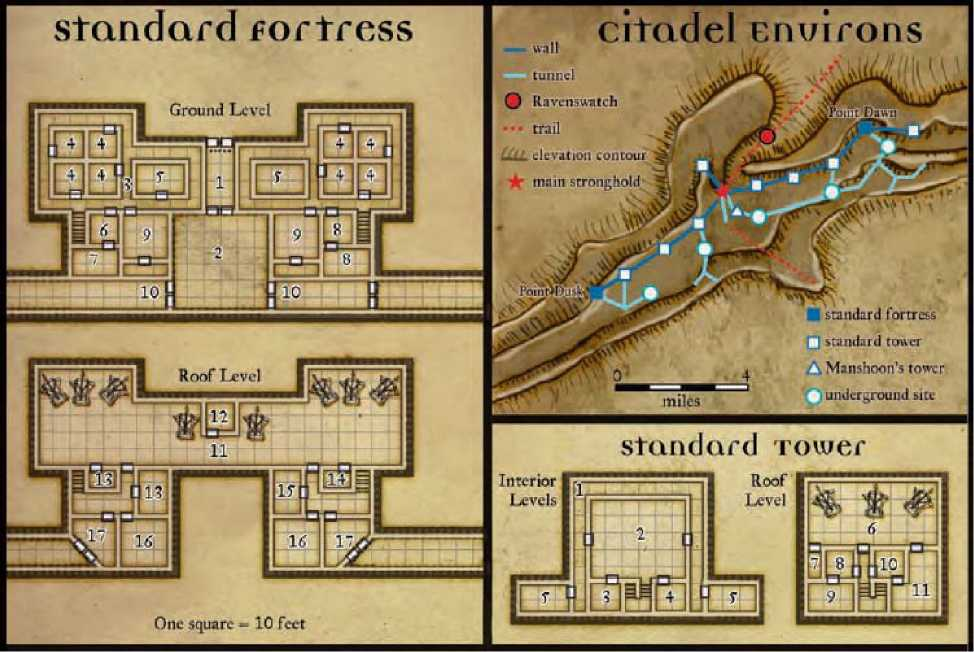 Standard Fortress
Ground Level
4 4 4 4
4 4 3 5 1 5 4 4
6 9 2 9 8
7 8
10 10
Roof Level
12
11
13 13 15 14
17 16 16 17
One square = 10 feet
Citadel Environs
wall
tunnel
Ravenswatch
trail
elevation contour
main stronghold
Point Dawn
Point Dusk
standard fortress
standard tower
Manshoon's tower
underground site
0 4
miles
Standard Tower
Interior
Levels
1
2
5 3 4 5
Roof
Level
6
7 8 10
9 11